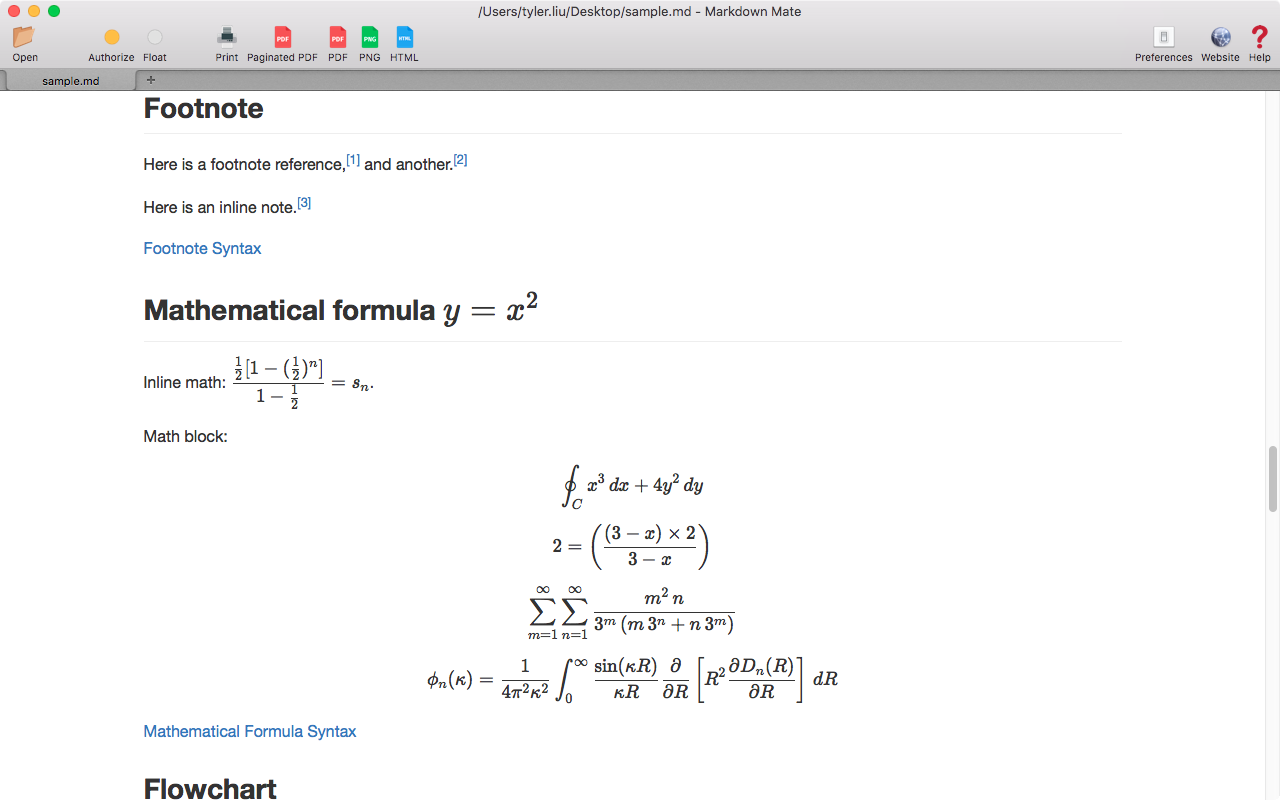 /Users/tyler.liu/Desktop/sample.md - Markdown Mate
PDF PDF PNG HTML
Open Authorize Float Print Paginated PDF PDF PNG HTML Preferences Website Help
sample.md +
Footnote
Here is a footnote reference,[1] and another.[2]
Here is an inline note.[3]
Footnote Syntax
Mathematical formula y = x^2
Inline math: \frac{\frac{1}{2}[1-(\frac{1}{2})^n]}{1-\frac{1}{2}} = s_n.
Math block:
\oint_C x^3 dx + 4y^2 dy
2 = \left( \frac{(3-x) \times 2}{3-x} \right)
\sum_{m=1}^\infty \sum_{n=1}^\infty \frac{m^2 n}{3^m (m 3^n + n 3^m)}
\phi_n(\kappa) = \frac{1}{4\pi^2\kappa^2} \int_0^\infty \frac{\sin(\kappa R)}{\kappa R} \frac{\partial}{\partial R} \left[ R^2 \frac{\partial D_n(R)}{\partial R} \right] dR
Mathematical Formula Syntax
Flowchart